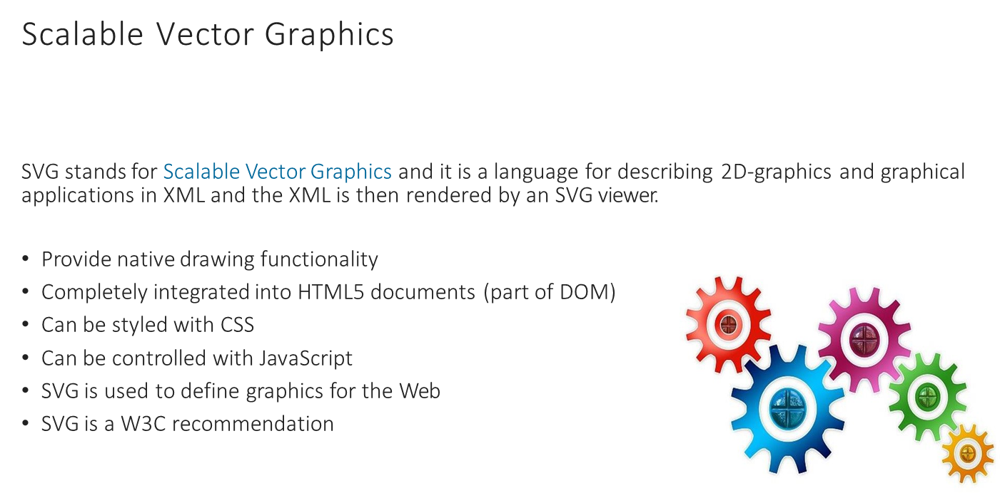 Scalable Vector Graphics
SVG stands for Scalable Vector Graphics and it is a language for describing 2D-graphics and graphical
applications in XML and the XML is then rendered by an SVG viewer.
• Provide native drawing functionality
• Completely integrated into HTML5 documents (part of DOM)
• Can be styled with CSS
• Can be controlled with JavaScript
• SVG is used to define graphics for the Web
• SVG is a W3C recommendation